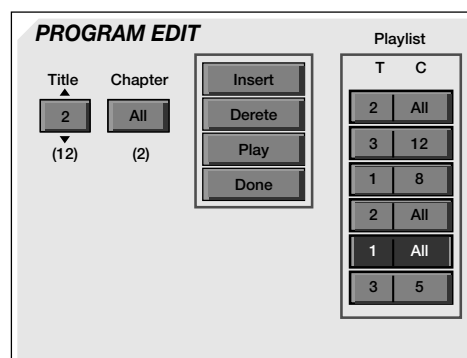 PROGRAM EDIT
Title Chapter
2 All
(12) (2)
Insert
Derete
Play
Done
Playlist
T C
2 All
3 12
1 8
2 All
1 All
3 5